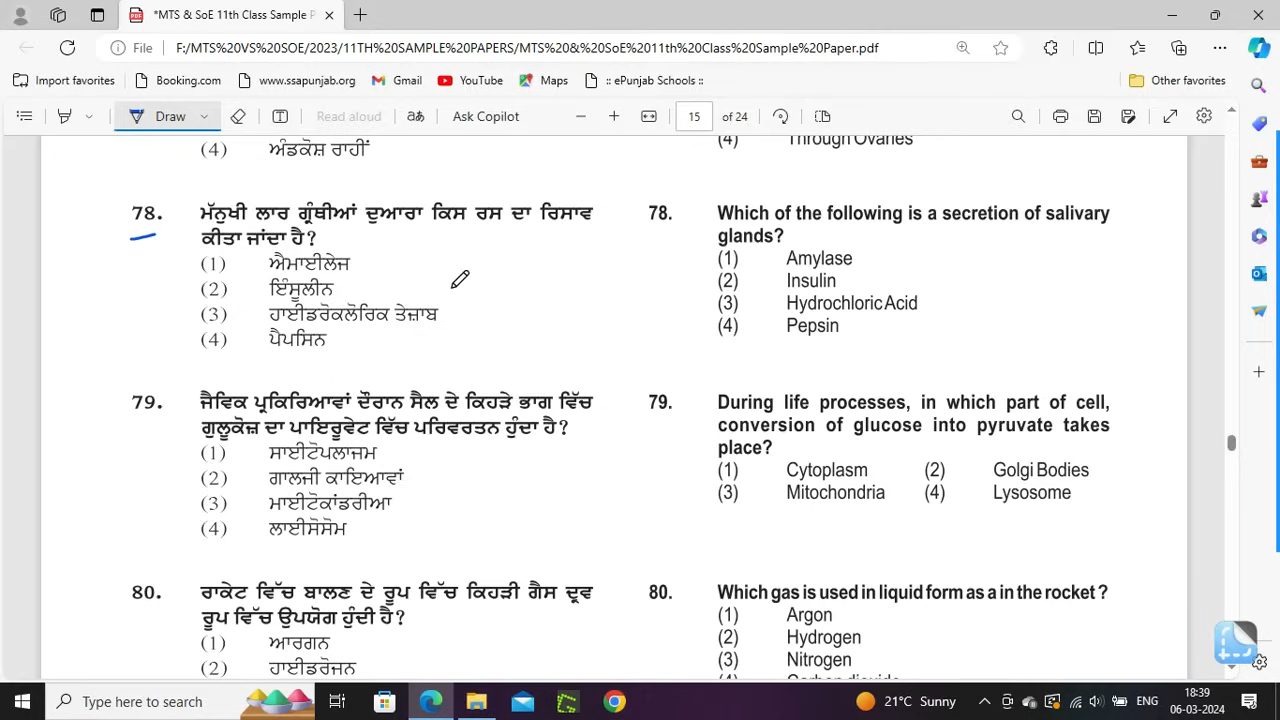 *MTS & SoE 11th Class Sample P
File
F:/MTS%20VS%20SOE/2023/11TH%20SAMPLE%20PAPERS/MTS%20&%20SoE%2011th%20Class%20Sample%20Paper.pdf
Import favorites
Booking.com
www.ssapunjab.org
Gmail
YouTube
Maps
:: ePunjab Schools ::
Other favorites
Draw
Read aloud
Ask Copilot
15
of 24
(4) ਅੰਡਕੋਸ਼ ਰਾਹੀਂ
78. ਮੱਨੁਖੀ ਲਾਰ ਗ੍ਰੰਥੀਆਂ ਦੁਆਰਾ ਕਿਸ ਰਸ ਦਾ ਰਿਸਾਵ
ਕੀਤਾ ਜਾਂਦਾ ਹੈ?
(1) ਐਮਾਈਲੇਜ
(2) ਇੰਸੂਲੀਨ
(3) ਹਾਈਡਰੋਕਲੋਰਿਕ ਤੇਜ਼ਾਬ
(4) ਪੈਪਸਿਨ
79. ਜੈਵਿਕ ਪ੍ਰਕਿਰਿਆਵਾਂ ਦੌਰਾਨ ਸੈਲ ਦੇ ਕਿਹੜੇ ਭਾਗ ਵਿੱਚ
ਗੁਲੂਕੋਜ਼ ਦਾ ਪਾਇਰੂਵੇਟ ਵਿੱਚ ਪਰਿਵਰਤਨ ਹੁੰਦਾ ਹੈ?
(1) ਸਾਈਟੋਪਲਾਜਮ
(2) ਗਾਲਜੀ ਕਾਇਆਵਾਂ
(3) ਮਾਈਟੋਕਾਂਡਰੀਆ
(4) ਲਾਈਸੋਸੋਮ
80. ਰਾਕੇਟ ਵਿੱਚ ਬਾਲਣ ਦੇ ਰੂਪ ਵਿੱਚ ਕਿਹੜੀ ਗੈਸ ਦ੍ਰਵ
ਰੂਪ ਵਿੱਚ ਉਪਯੋਗ ਹੁੰਦੀ ਹੈ?
(1) ਆਰਗਨ
(2) ਹਾਈਡਰੋਜਨ
(4) Through Ovaries
78. Which of the following is a secretion of salivary
glands?
(1) Amylase
(2) Insulin
(3) Hydrochloric Acid
(4) Pepsin
79. During life processes, in which part of cell,
conversion of glucose into pyruvate takes
place?
(1) Cytoplasm (2) Golgi Bodies
(3) Mitochondria (4) Lysosome
80. Which gas is used in liquid form as a in the rocket ?
(1) Argon
(2) Hydrogen
(3) Nitrogen
(4) Carbon dioxide
Type here to search
21°C Sunny
ENG
18:39
06-03-2024